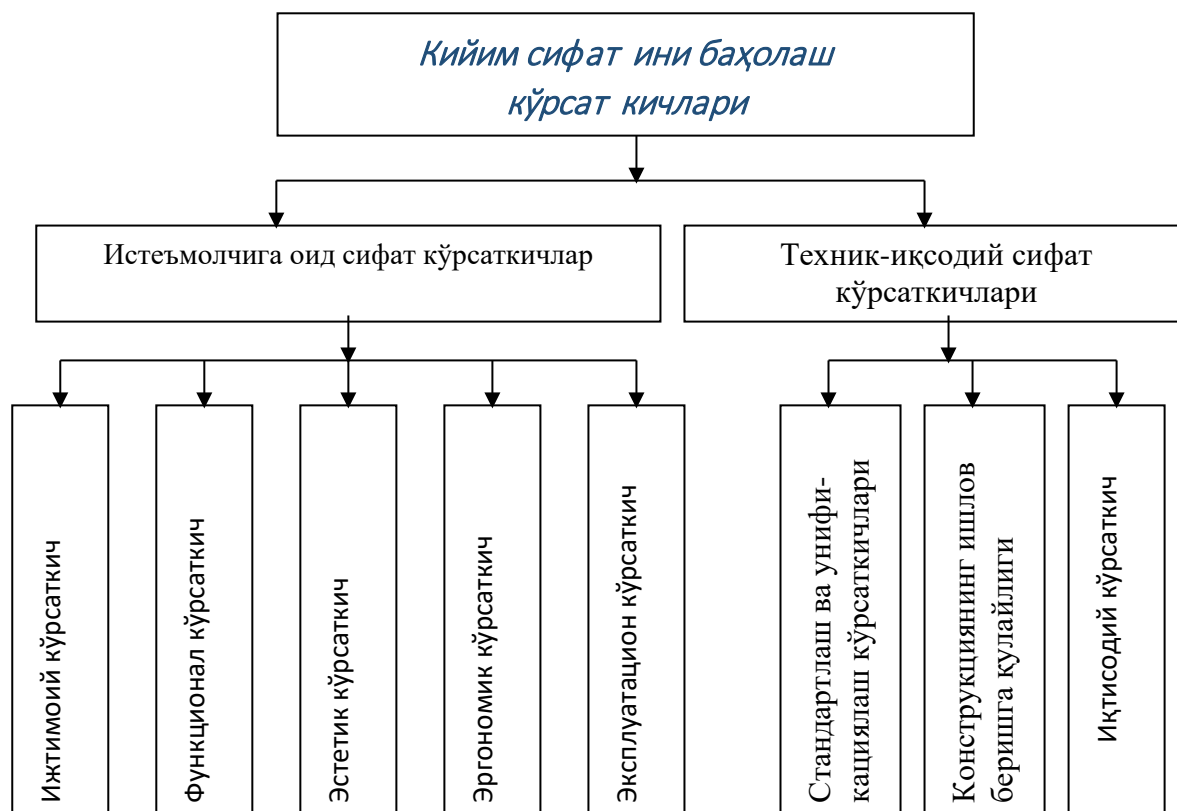 Кийим сифат ини баҳолаш
кўрсат кичлари
Истеъмолчига оид сифат кўрсаткичлар
Техник-иқсодий сифат
кўрсаткичлари
Ижтимоий кўрсаткич
Функционал кўрсаткич
Эстетик кўрсаткич
Эргономик кўрсаткич
Эксплуатацион кўрсаткич
Стандартлаш ва унифи-
кациялаш кўрсаткичлари
Конструкциянинг ишлов
беришга қулайлиги
Иқтисодий кўрсаткич